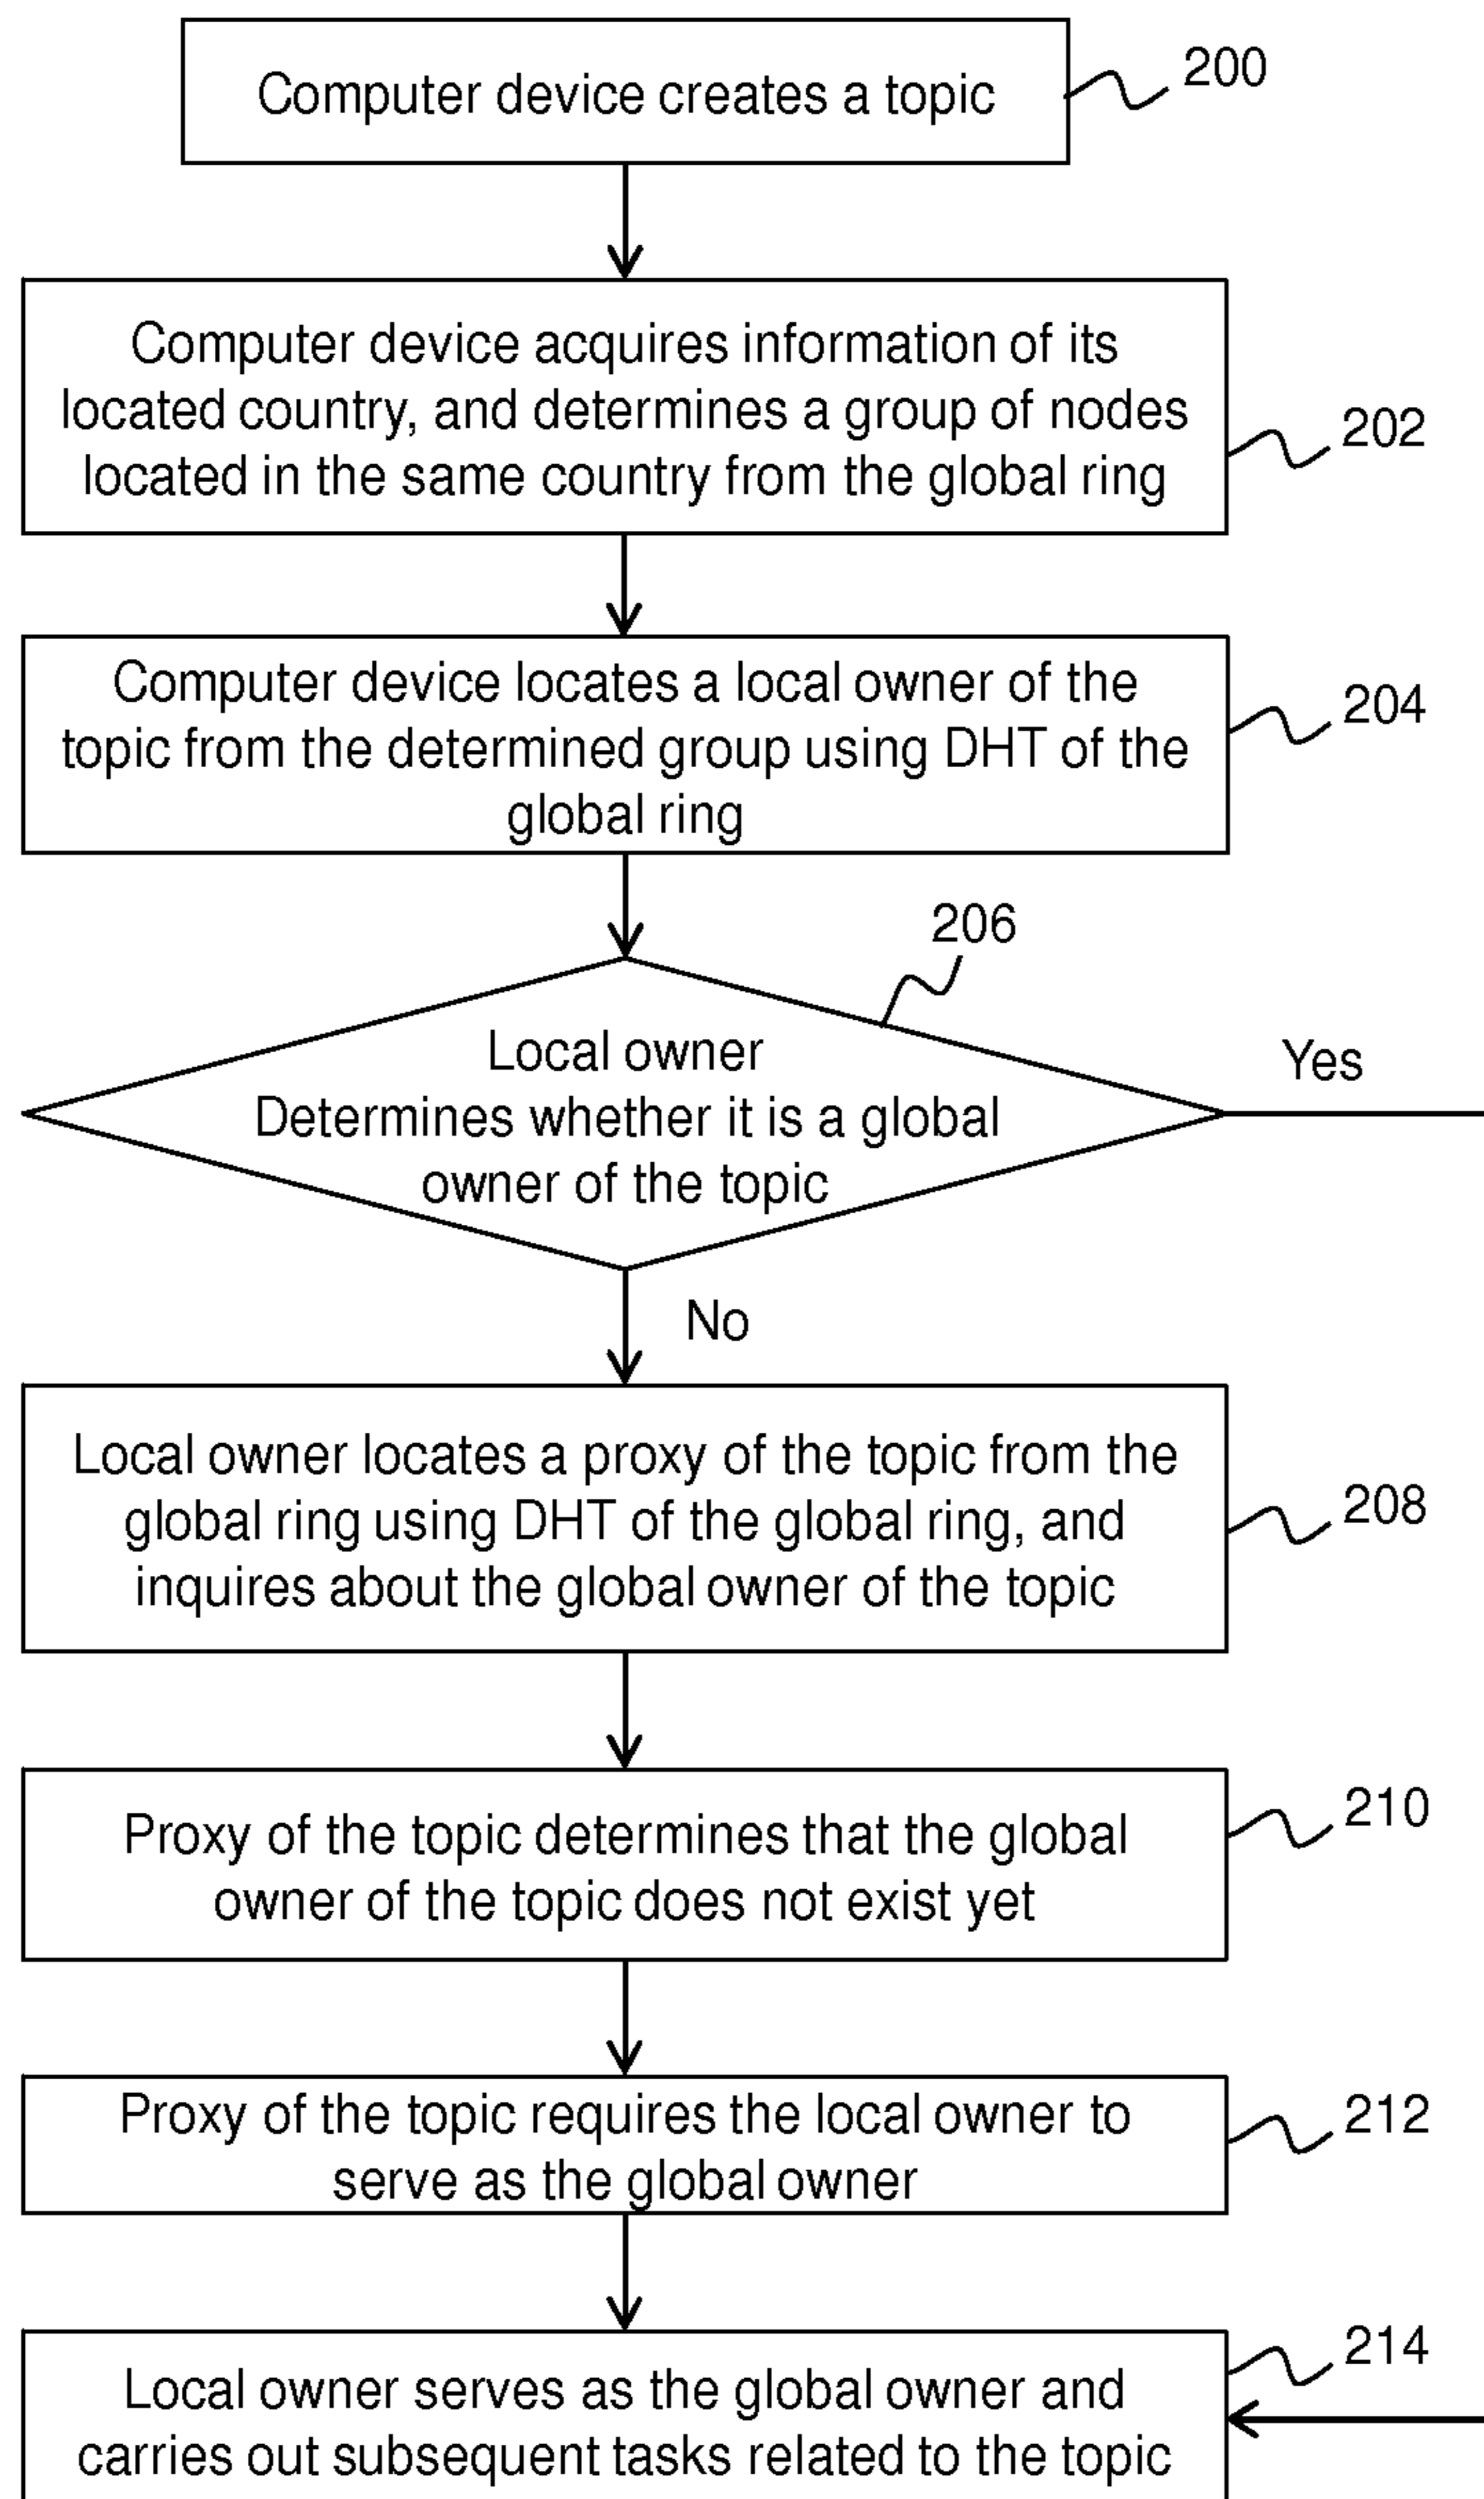 Computer device creates a topic
200
Computer device acquires information of its
located country, and determines a group of nodes
located in the same country from the global ring
202
Computer device locates a local owner of the
topic from the determined group using DHT of the
global ring
204
206
Local owner
Determines whether it is a global
owner of the topic
Yes
No
Local owner locates a proxy of the topic from the
global ring using DHT of the global ring, and
inquires about the global owner of the topic
208
Proxy of the topic determines that the global
owner of the topic does not exist yet
210
Proxy of the topic requires the local owner to
serve as the global owner
212
Local owner serves as the global owner and
carries out subsequent tasks related to the topic
214